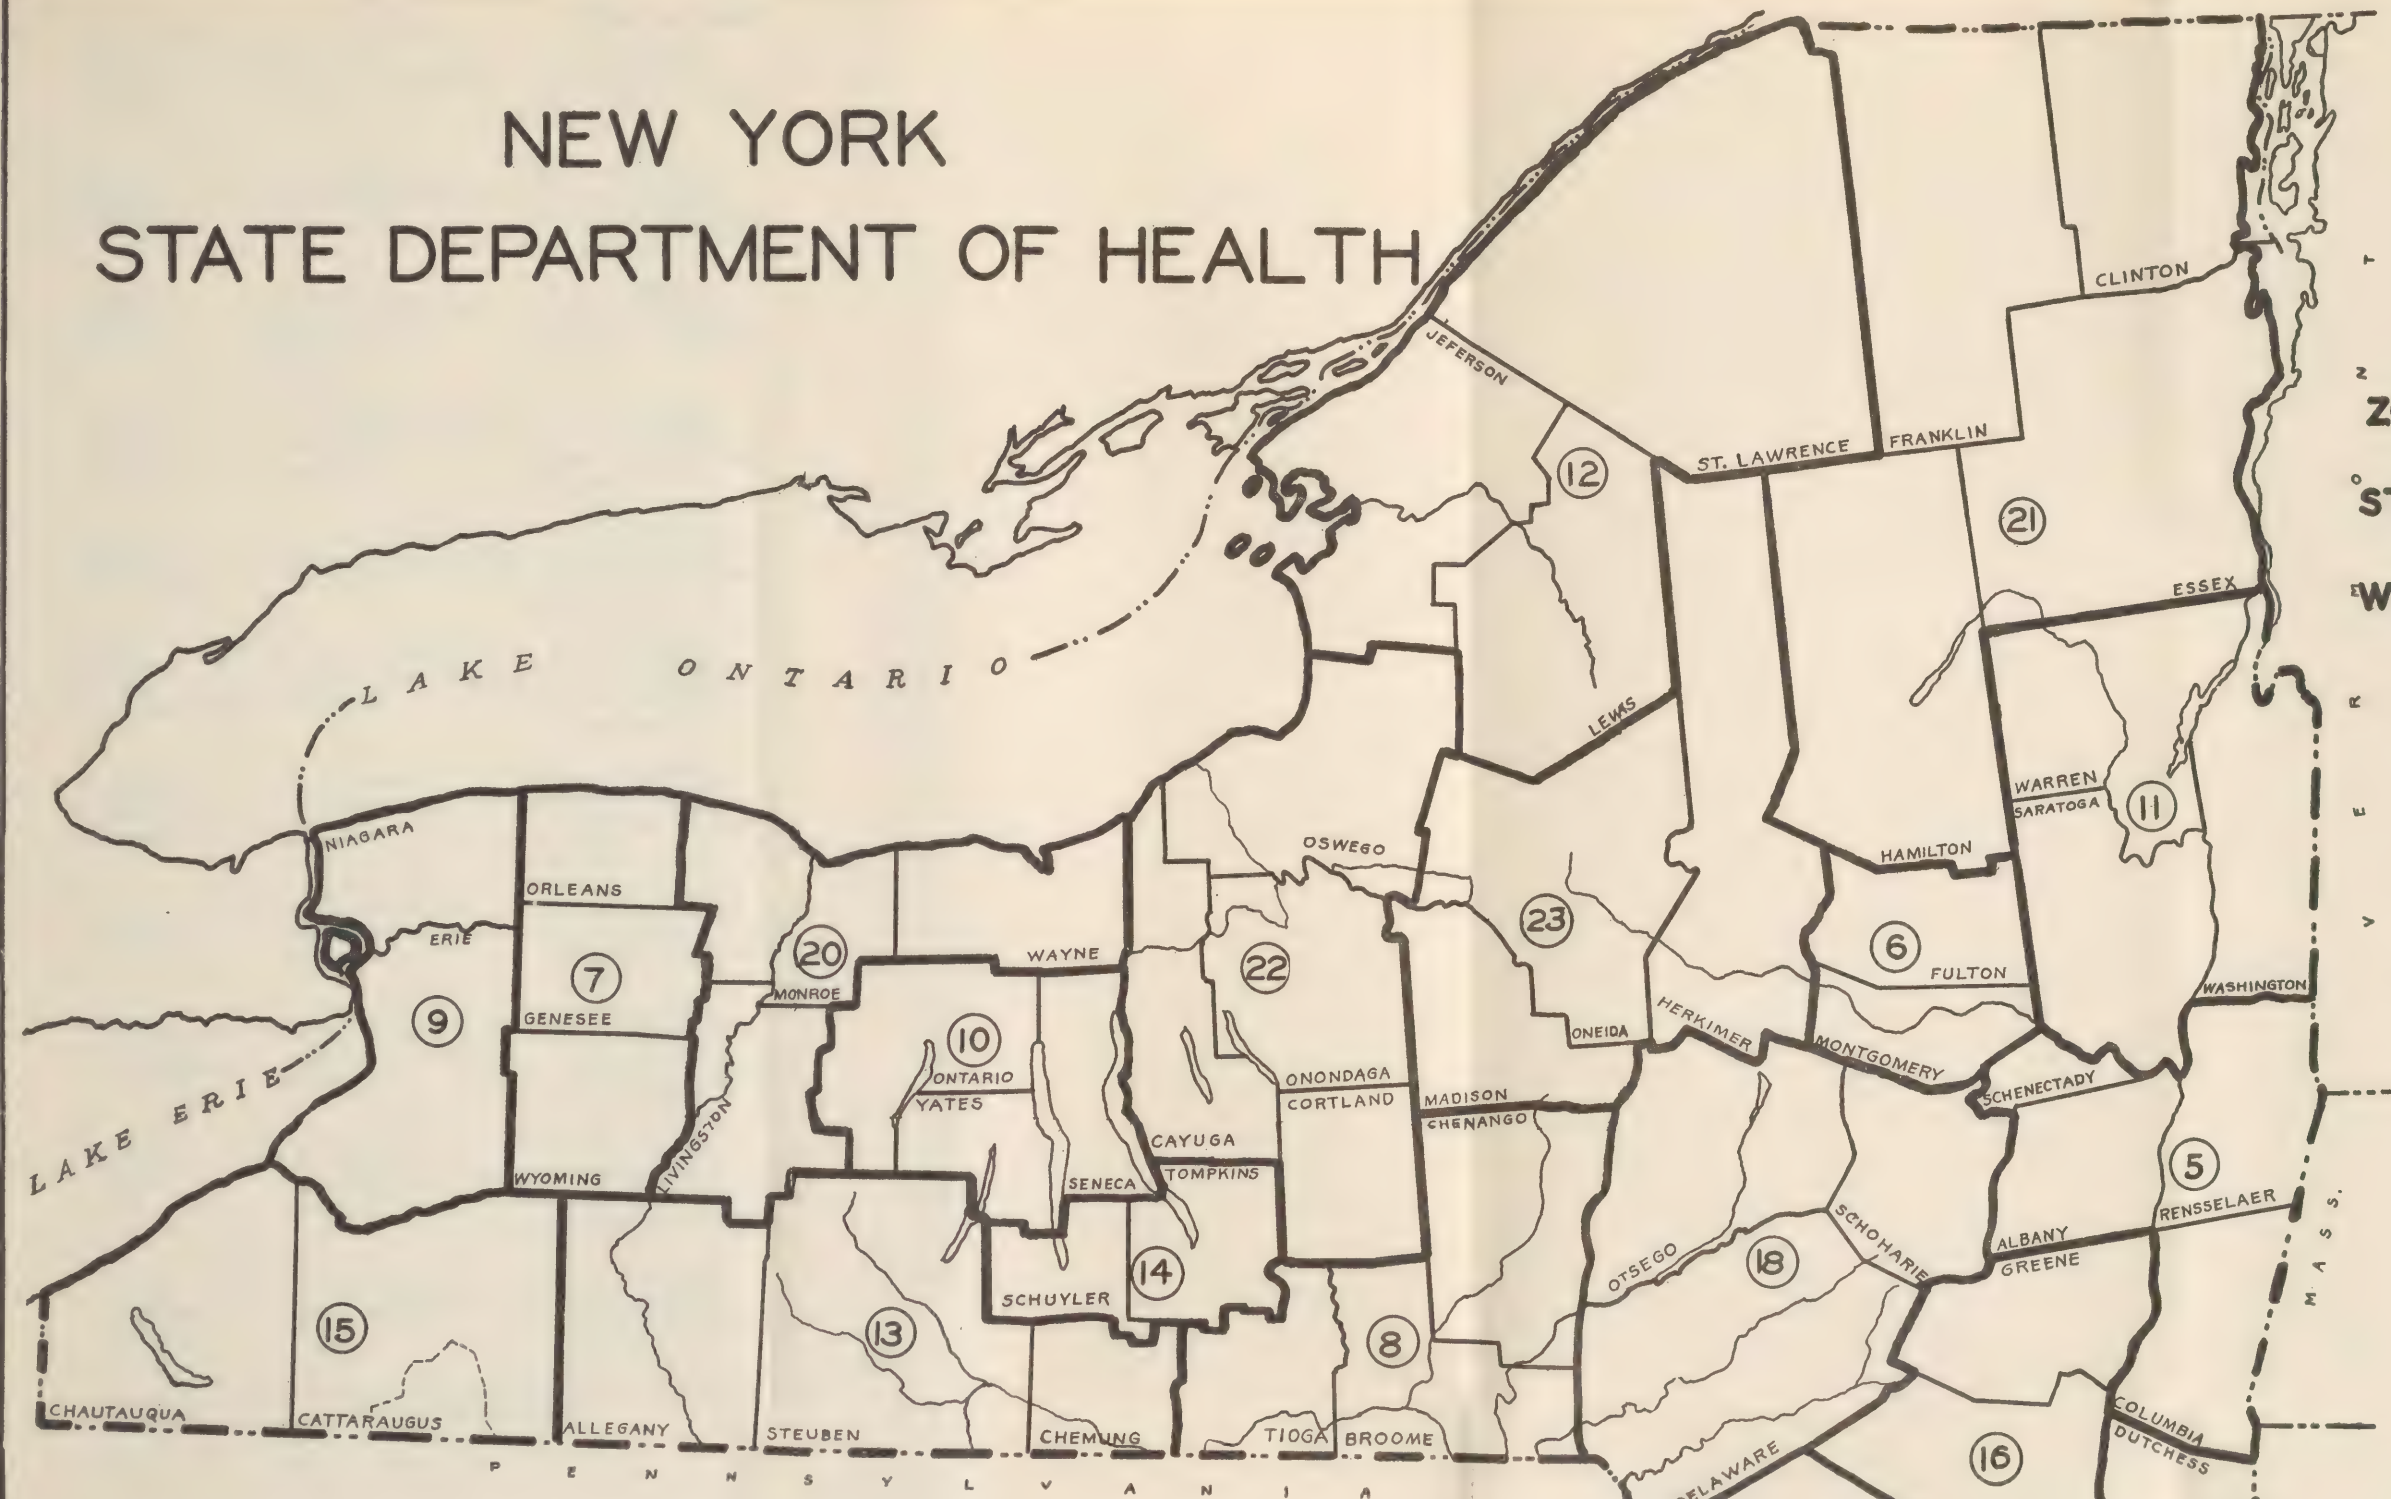 NEW YORK
STATE DEPARTMENT OF HEALTH
CLINTON
JEFERSON
ST. LAWRENCE
FRANKLIN
12
21
ESSEX
LAKE ONTARIO
LEWIS
WARREN
SARATOGA
11
NIAGARA
OSWEGO
HAMILTON
ORLEANS
ERIE
WAYNE
20
22
23
6
FULTON
7
MONROE
WASHINGTON
9
GENESEE
10
ONEIDA
HERKIMER
MONTGOMERY
ONTARIO
YATES
ONONDAGA
CORTLAND
MADISON
CHENANGO
SCHENECTADY
LAKE ERIE
LIVINGSTON
CAYUGA
TOMPKINS
WYOMING
SENECA
5
RENSSELAER
SCHOHARIE
ALBANY
GREENE
OTSEGO
18
14
SCHUYLER
15
13
8
CHAUTAUQUA
CATTARAUGUS
ALLEGANY
STEUBEN
CHEMUNG
TIOGA
BROOME
COLUMBIA
DUTCHESS
16
DELAWARE
PENNSYLVANIA
MASS.
VERMONT